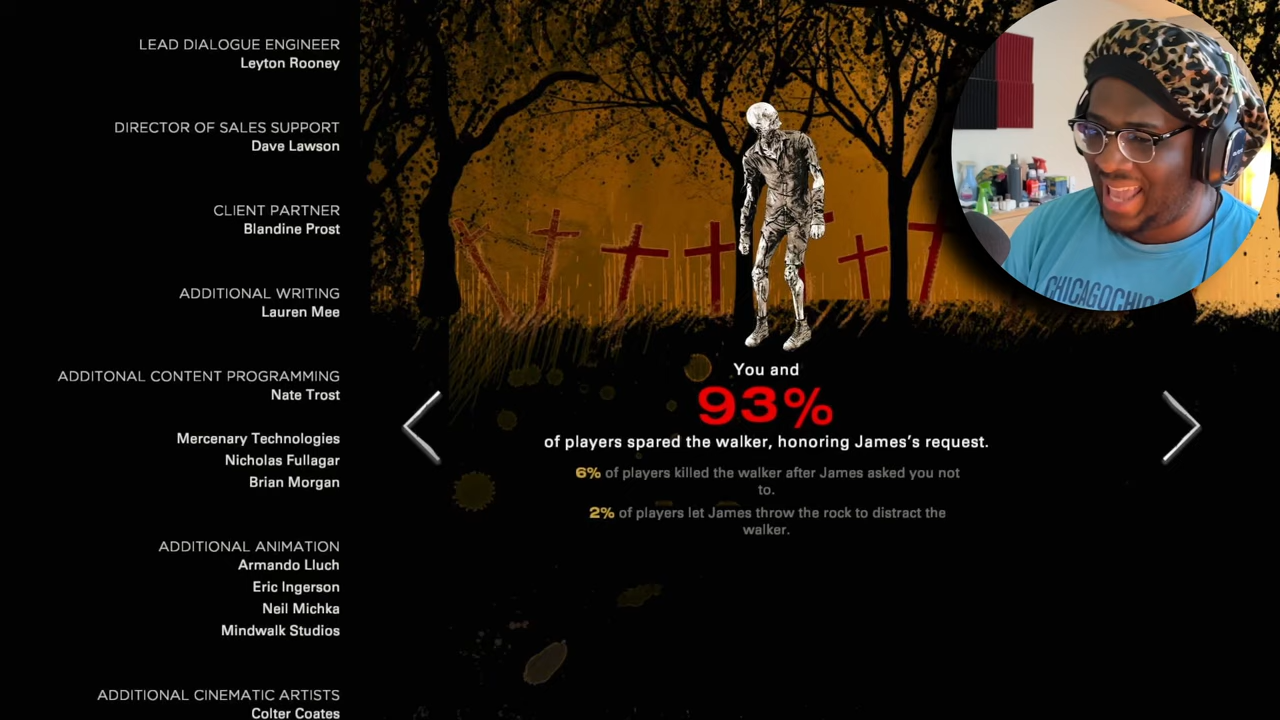 LEAD DIALOGUE ENGINEER
Leyton Rooney
DIRECTOR OF SALES SUPPORT
Dave Lawson
CLIENT PARTNER
Blandine Prost
ADDITIONAL WRITING
Lauren Mee
ADDITONAL CONTENT PROGRAMMING
Nate Trost
Mercenary Technologies
Nicholas Fullagar
Brian Morgan
ADDITIONAL ANIMATION
Armando Lluch
Eric Ingerson
Neil Michka
Mindwalk Studios
ADDITIONAL CINEMATIC ARTISTS
Colter Coates
You and
93%
of players spared the walker, honoring James's request.
6% of players killed the walker after James asked you not
to.
2% of players let James throw the rock to distract the
walker.